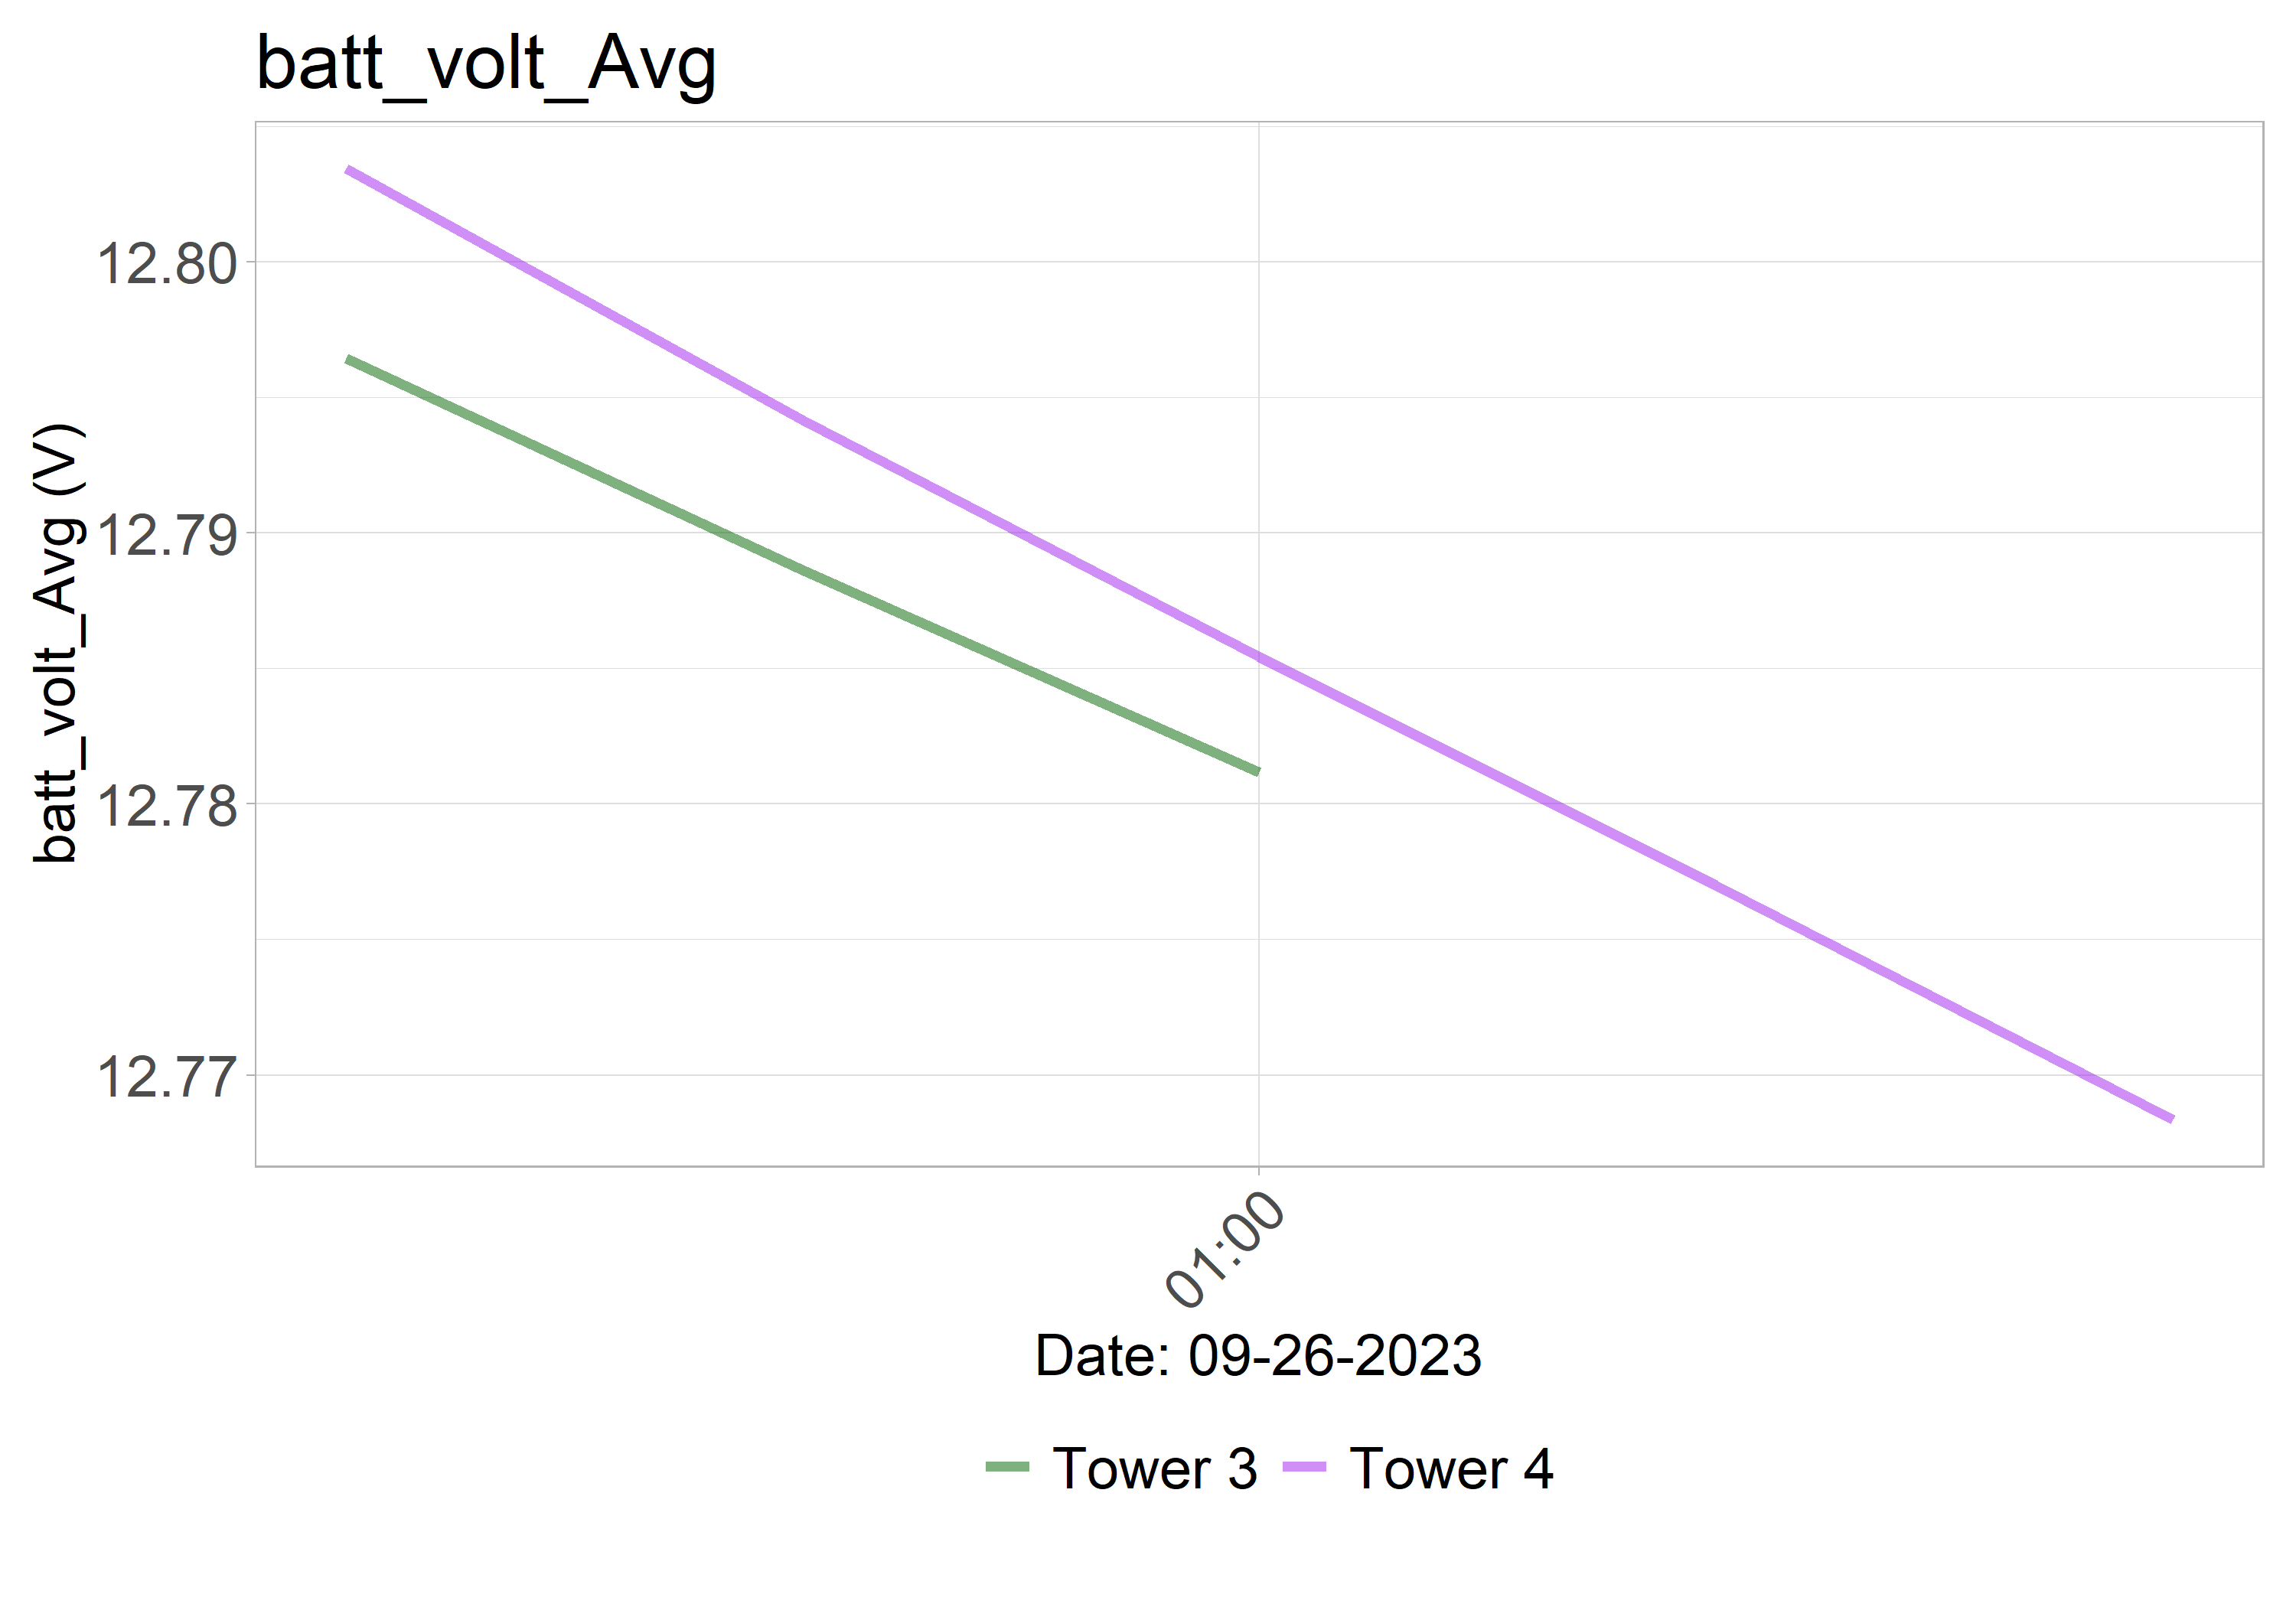 batt_volt_Avg
batt_volt_Avg (V)
12.80
12.79
12.78
12.77
01:00
Date: 09-26-2023
Tower 3 Tower 4